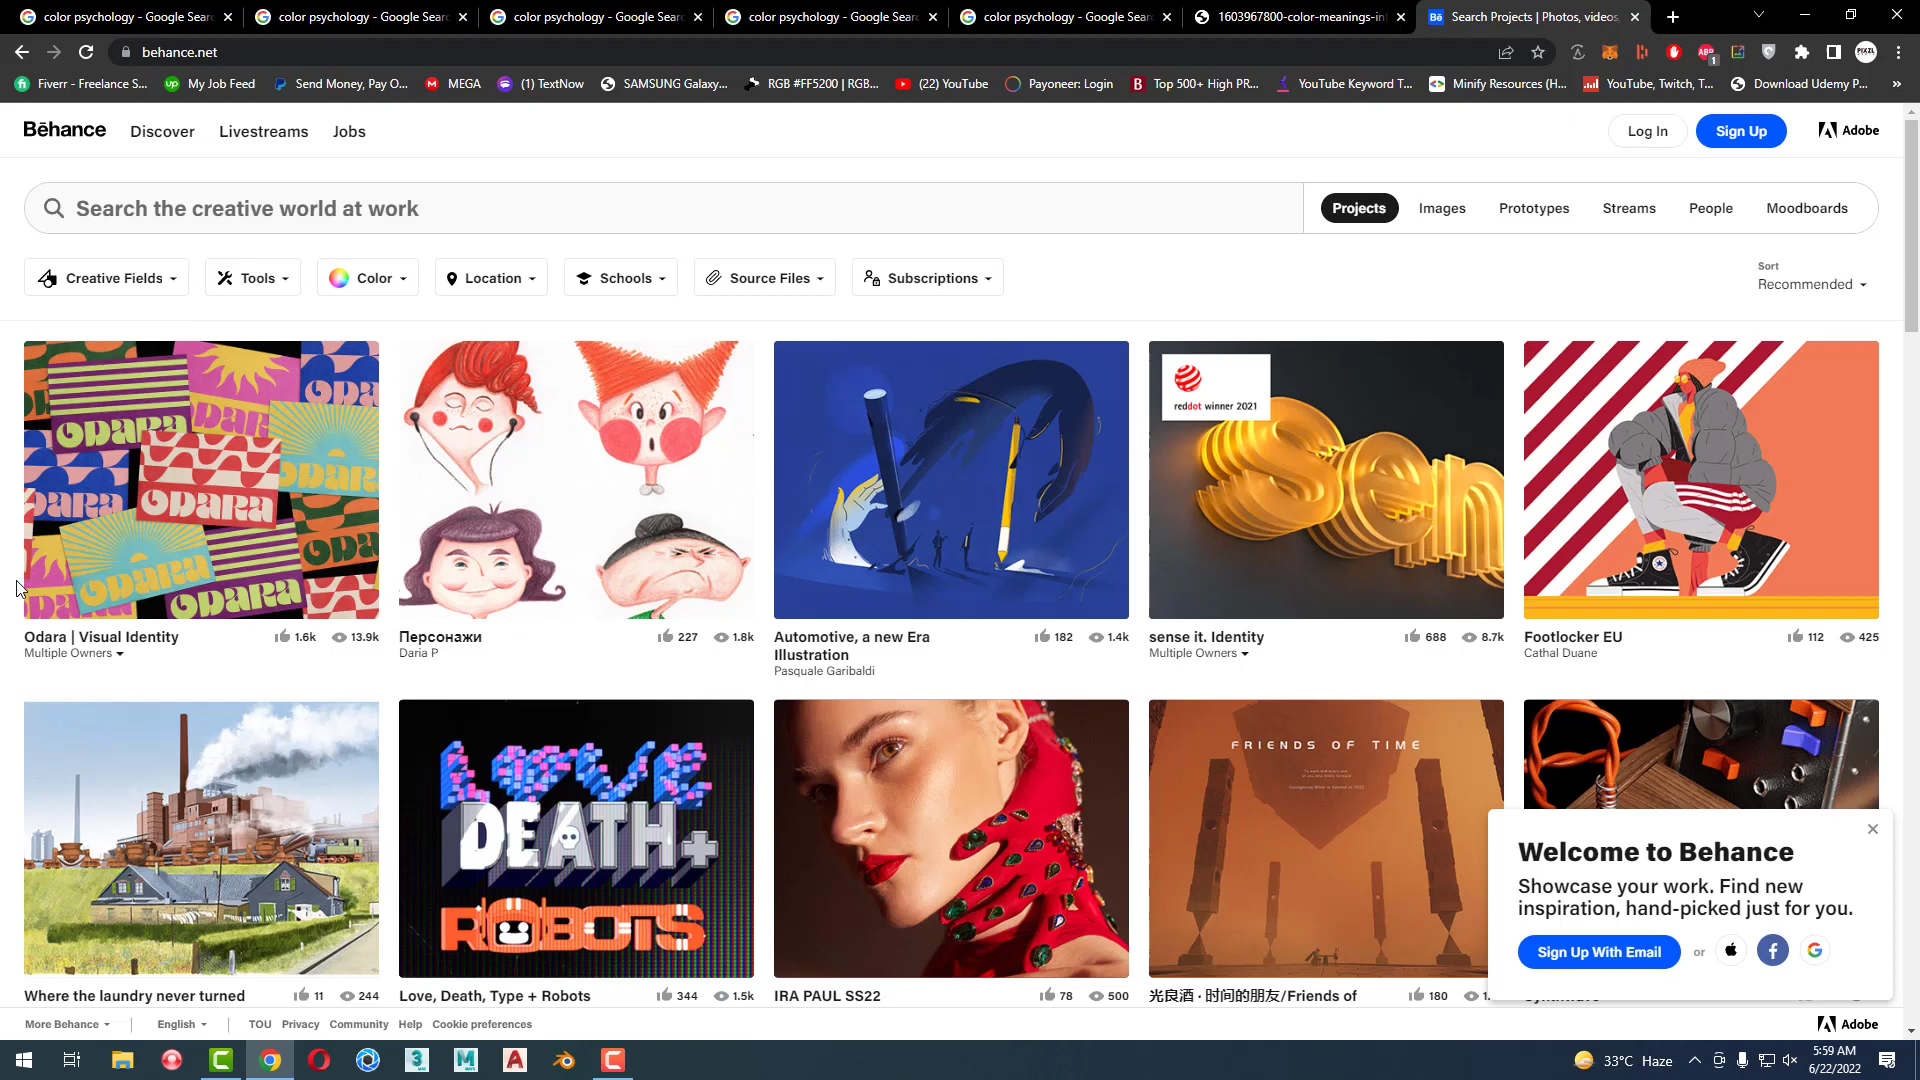 color psychology - Google Sear
color psychology - Google Sear
color psychology - Google Sear
color psychology - Google Sear
color psychology - Google Sear
1603967800-color-meanings-in
Search Projects | Photos, videos,
behance.net
Fiverr - Freelance S...
My Job Feed
Send Money, Pay O...
MEGA
(1) TextNow
SAMSUNG Galaxy...
RGB #FF5200 | RGB...
(22) YouTube
Payoneer: Login
Top 500+ High PR...
YouTube Keyword T...
Minify Resources (H...
YouTube, Twitch, T...
Download Udemy P...
Bēhance Discover Livestreams Jobs
Log In Sign Up Adobe
Search the creative world at work
Projects Images Prototypes Streams People Moodboards
Creative Fields Tools Color Location Schools Source Files Subscriptions
Sort
Recommended
ODARA
ODARA
ODARA
ODARA
reddot winner 2021
Sen
Odara | Visual Identity 1.6k 13.9k
Multiple Owners
Персонажи 227 1.8k
Daria P
Automotive, a new Era 182 1.4k
Illustration
Pasquale Garibaldi
sense it. Identity 688 8.7k
Multiple Owners
Footlocker EU 112 425
Cathal Duane
LOVE
DEATH+
ROBOTS
FRIENDS OF TIME
Welcome to Behance
Showcase your work. Find new
inspiration, hand-picked just for you.
Sign Up With Email or
Where the laundry never turned 11 244
Love, Death, Type + Robots 344 1.5k
IRA PAUL SS22 78 500
光良酒 · 时间的朋友/Friends of 180
More Behance English TOU Privacy Community Help Cookie preferences
Adobe
33°C Haze
5:59 AM
6/22/2022